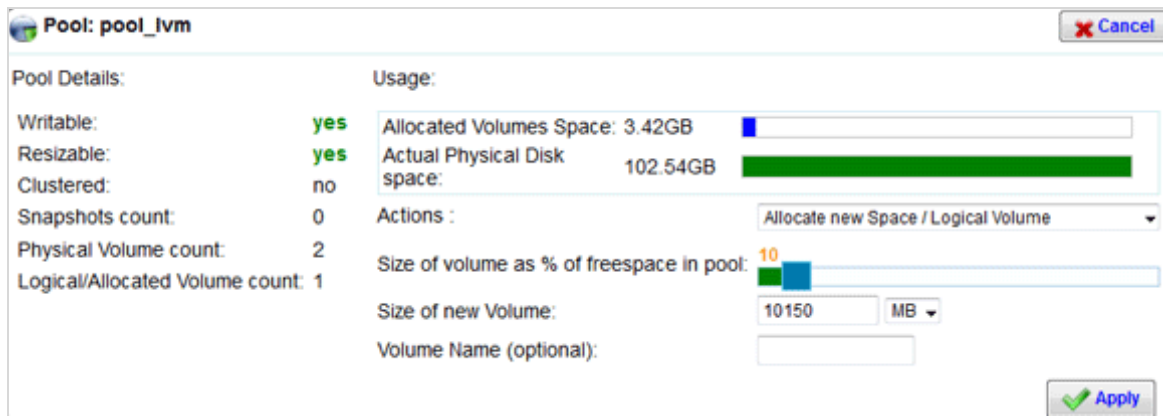 Pool: pool_lvm
Cancel
Pool Details:
Usage:
Writable: yes
Resizable: yes
Clustered: no
Snapshots count: 0
Physical Volume count: 2
Logical/Allocated Volume count: 1
Allocated Volumes Space: 3.42GB
Actual Physical Disk
space: 102.54GB
Actions :
Allocate new Space / Logical Volume
Size of volume as % of freespace in pool: 10
Size of new Volume: 10150 MB
Volume Name (optional):
Apply